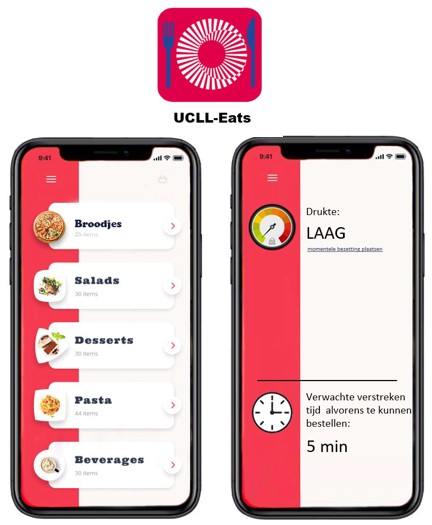 UCLL-Eats
9:41
Broodjes
25 items
Salads
38 items
Desserts
30 items
Pasta
44 items
Beverages
30 items
9:41
Drukte:
LAAG
momentele bezetting plaatsen
Verwachte verstreken
tijd alvorens te kunnen
bestellen:
5 min